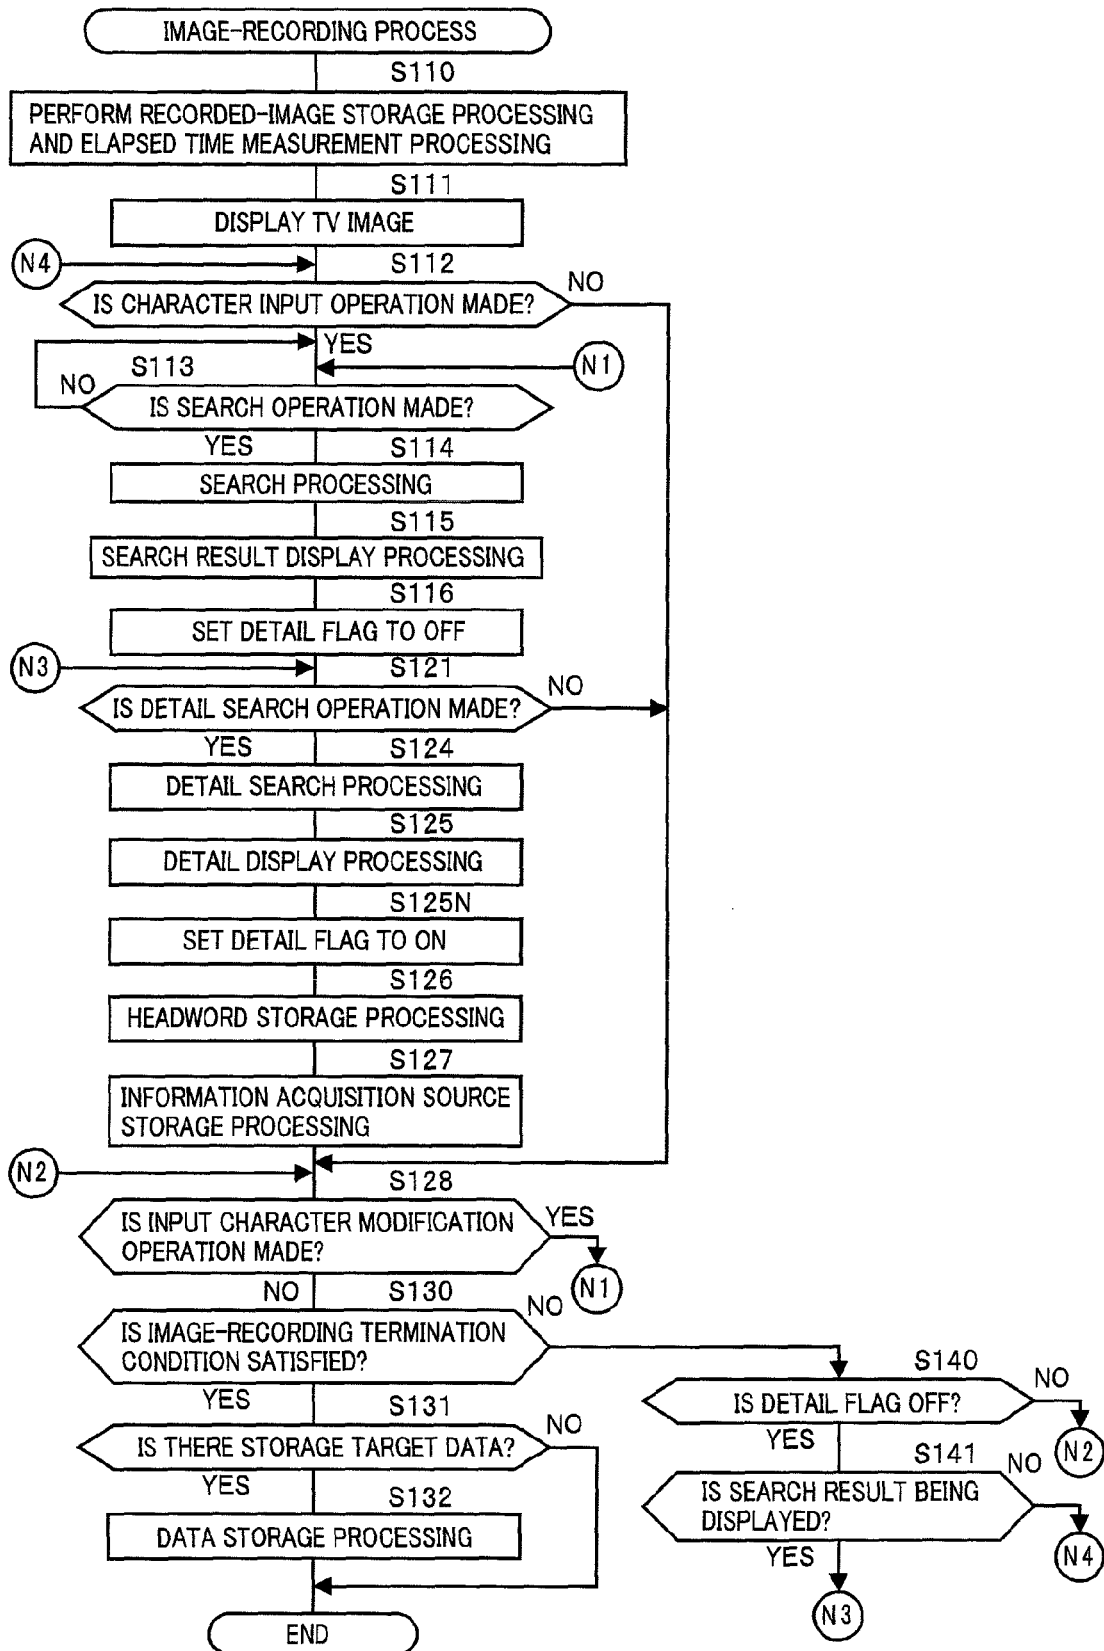 IMAGE-RECORDING PROCESS
S110
PERFORM RECORDED-IMAGE STORAGE PROCESSING
AND ELAPSED TIME MEASUREMENT PROCESSING
S111
DISPLAY TV IMAGE
N4
S112
IS CHARACTER INPUT OPERATION MADE?
NO
YES
N1
S113
NO
IS SEARCH OPERATION MADE?
YES
S114
SEARCH PROCESSING
S115
SEARCH RESULT DISPLAY PROCESSING
S116
SET DETAIL FLAG TO OFF
N3
S121
IS DETAIL SEARCH OPERATION MADE?
NO
YES
S124
DETAIL SEARCH PROCESSING
S125
DETAIL DISPLAY PROCESSING
S125N
SET DETAIL FLAG TO ON
S126
HEADWORD STORAGE PROCESSING
S127
INFORMATION ACQUISITION SOURCE
STORAGE PROCESSING
N2
S128
IS INPUT CHARACTER MODIFICATION
OPERATION MADE?
YES
N1
NO
S130
IS IMAGE-RECORDING TERMINATION
CONDITION SATISFIED?
NO
YES
S131
IS THERE STORAGE TARGET DATA?
NO
YES
S132
DATA STORAGE PROCESSING
END
S140
IS DETAIL FLAG OFF?
NO
N2
YES
S141
IS SEARCH RESULT BEING
DISPLAYED?
NO
N4
YES
N3